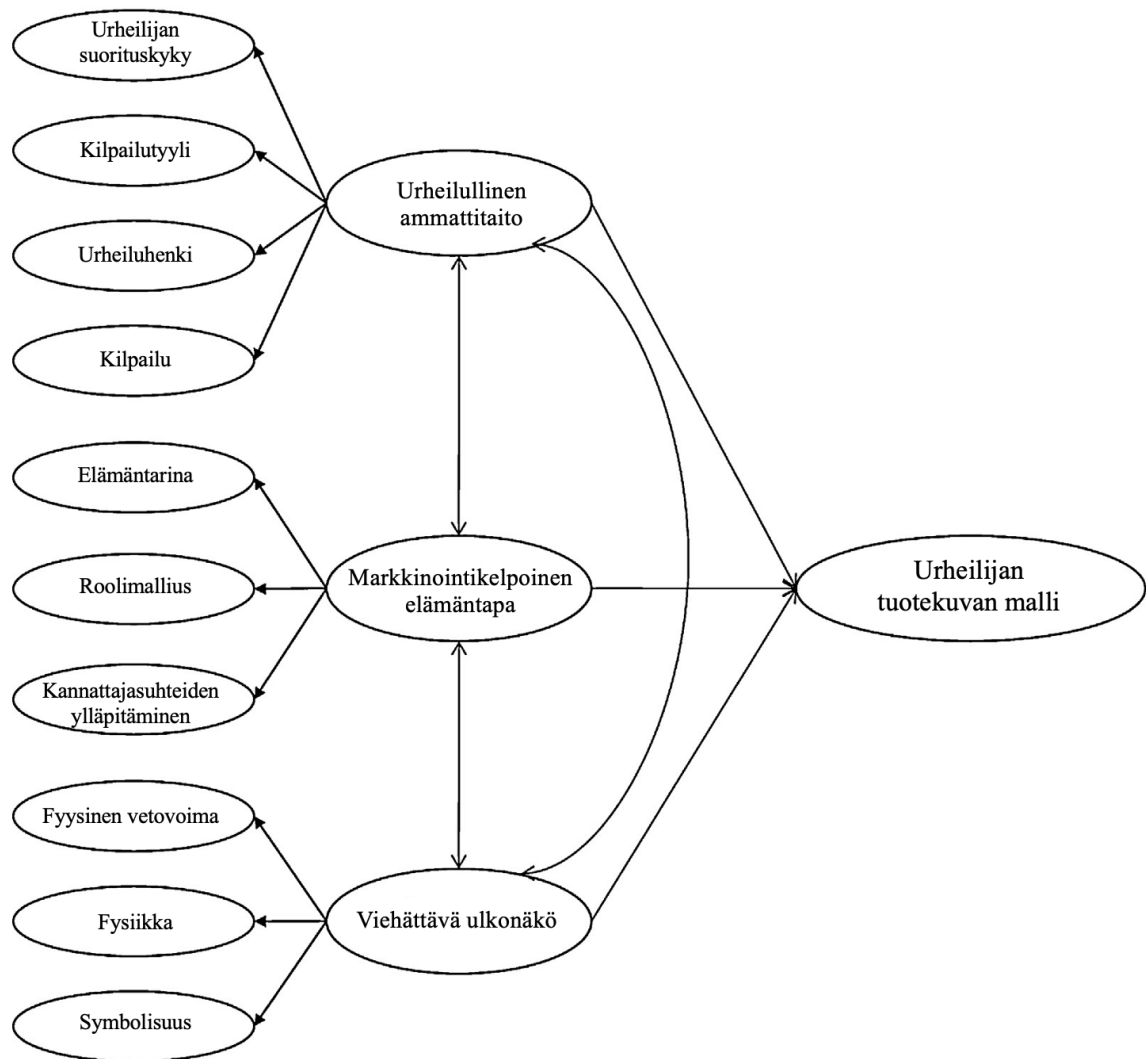 Urheilijan
suorituskyky
Kilpailutyyli
Urheiluhenki
Kilpailu
Urheilullinen
ammattitaito
Elämäntarina
Roolimallius
Kannattajasuhteiden
ylläpitäminen
Markkinointikelpoinen
elämäntapa
Fyysinen vetovoima
Fysiikka
Symbolisuus
Viehättävä ulkonäkö
Urheilijan
tuotekuvan malli